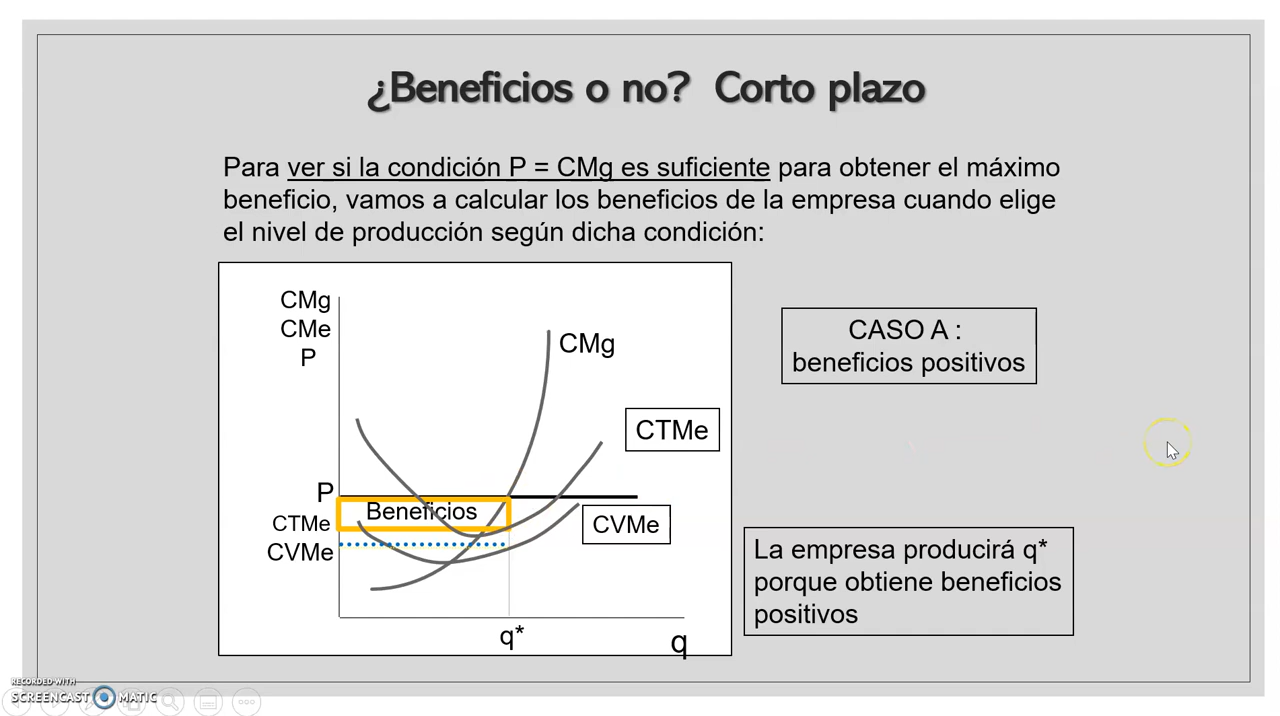 ¿Beneficios o no? Corto plazo
Para ver si la condición P = CMg es suficiente para obtener el máximo
beneficio, vamos a calcular los beneficios de la empresa cuando elige
el nivel de producción según dicha condición:
CMg
CMe
P
CMg
CTMe
P
Beneficios
CTMe
CVMe
CVMe
q*
q
CASO A :
beneficios positivos
La empresa producirá q*
porque obtiene beneficios
positivos
RECORDED WITH
SCREENCAST MATIC